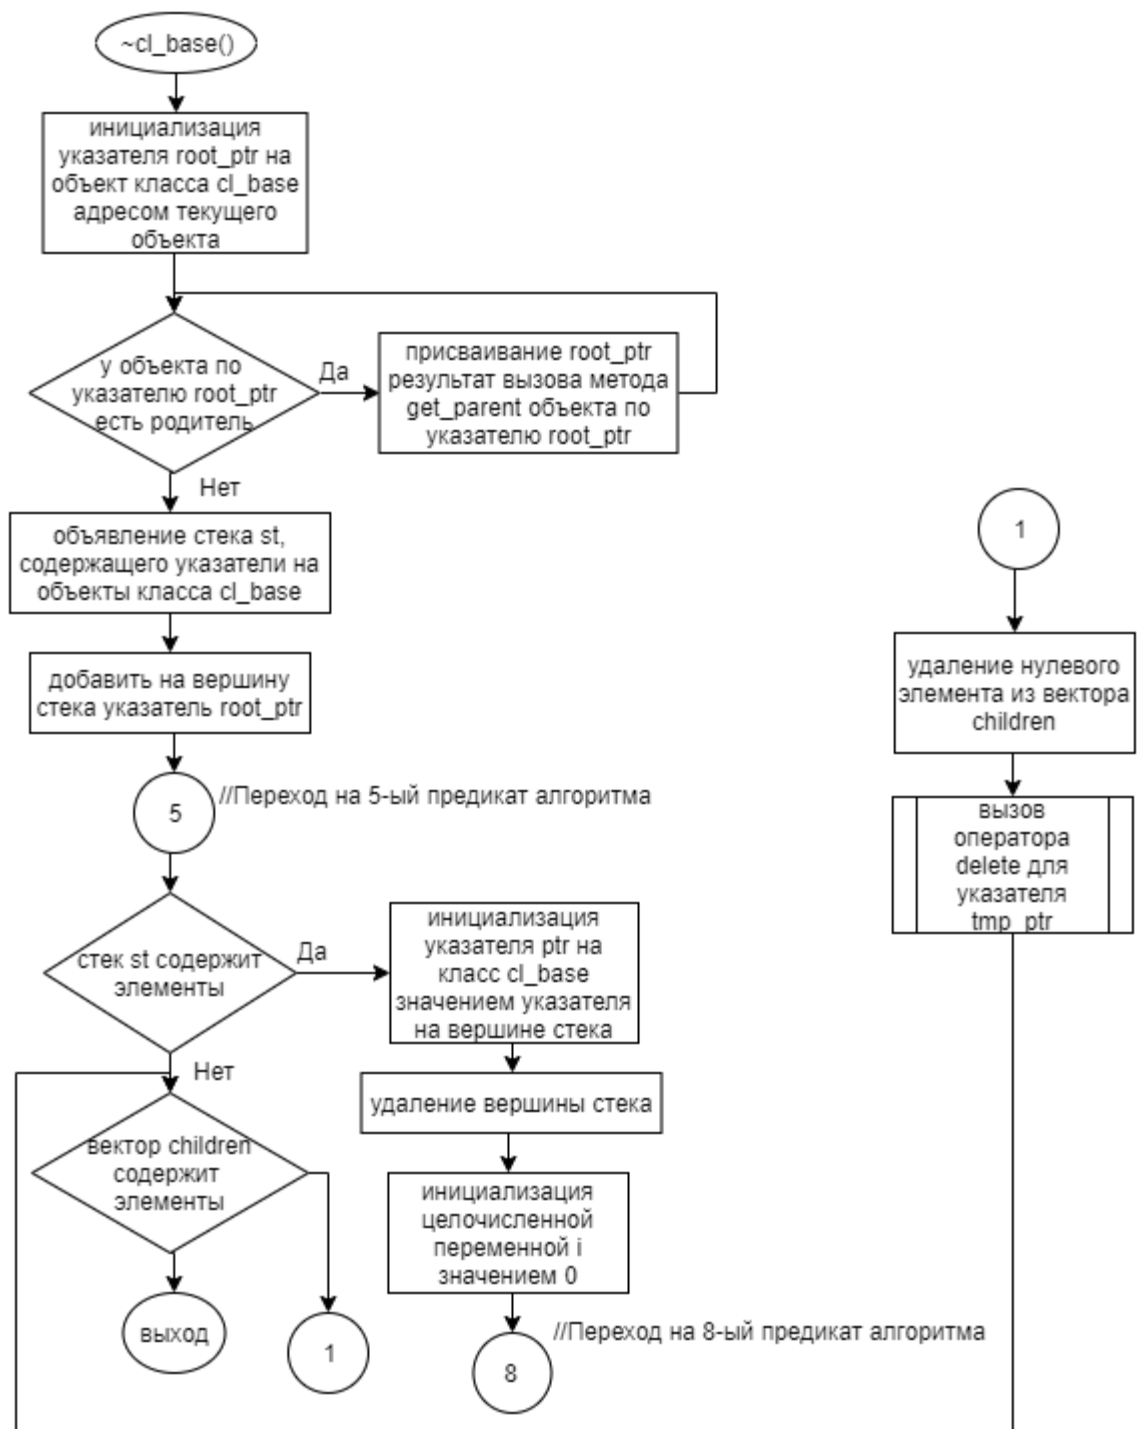 ~cl_base()
инициализация
указателя root_ptr на
объект класса cl_base
адресом текущего
объекта
у объекта по
указателю root_ptr
есть родитель
Да
присваивание root_ptr
результат вызова метода
get_parent объекта по
указателю root_ptr
Нет
объявление стека st,
содержащего указатели на
объекты класса cl_base
добавить на вершину
стека указатель root_ptr
5
//Переход на 5-ый предикат алгоритма
стек st содержит
элементы
Да
инициализация
указателя ptr на
класс cl_base
значением указателя
на вершине стека
Нет
удаление вершины стека
вектор children
содержит
элементы
инициализация
целочисленной
переменной i
значением 0
выход
1
//Переход на 8-ый предикат алгоритма
8
1
удаление нулевого
элемента из вектора
children
вызов
оператора
delete для
указателя
tmp_ptr